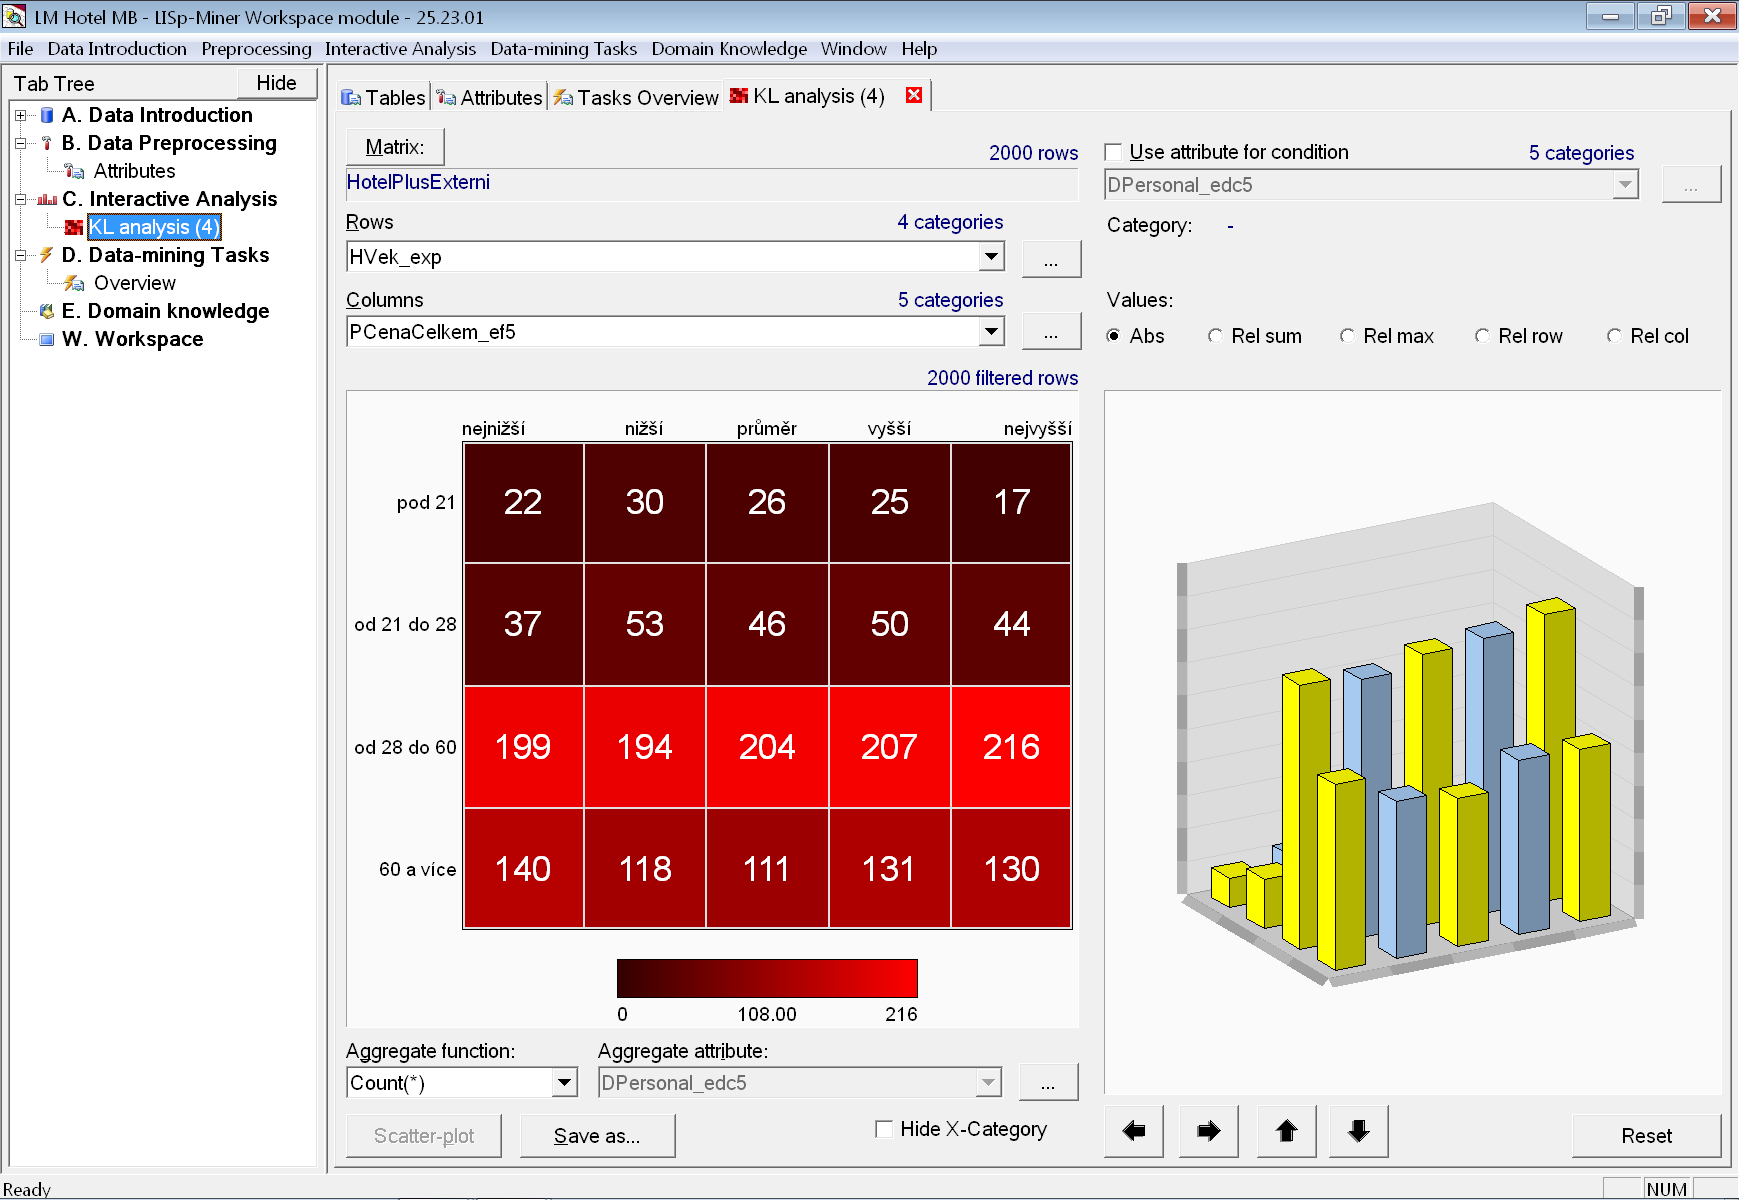 LM Hotel MB - LISp-Miner Workspace module - 25.23.01
File Data Introduction Preprocessing Interactive Analysis Data-mining Tasks Domain Knowledge Window Help
Tab Tree
Hide
A. Data Introduction
B. Data Preprocessing
Attributes
C. Interactive Analysis
KL analysis (4)
D. Data-mining Tasks
Overview
E. Domain knowledge
W. Workspace
Tables Attributes Tasks Overview KL analysis (4)
Matrix:
2000 rows
HotelPlusExterni
Rows
4 categories
HVek_exp
...
Columns
5 categories
PCenaCelkem_ef5
...
2000 filtered rows
Use attribute for condition
5 categories
DPersonal_edc5
...
Category: -
Values:
Abs Rel sum Rel max Rel row Rel col
nejnižší nižší průměr vyšší nejvyšší
pod 21 22 30 26 25 17
od 21 do 28 37 53 46 50 44
od 28 do 60 199 194 204 207 216
60 a více 140 118 111 131 130
0 108.00 216
Aggregate function:
Aggregate attribute:
Count(*)
DPersonal_edc5
...
Scatter-plot
Save as...
Hide X-Category
Reset
Ready
NUM